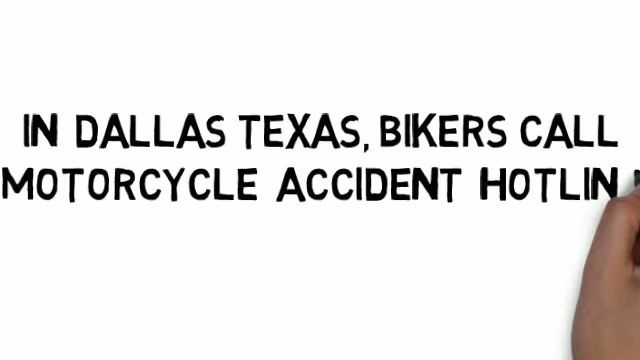 IN DALLAS TEXAS, BIKERS CALL
MOTORCYCLE ACCIDENT HOTLIN